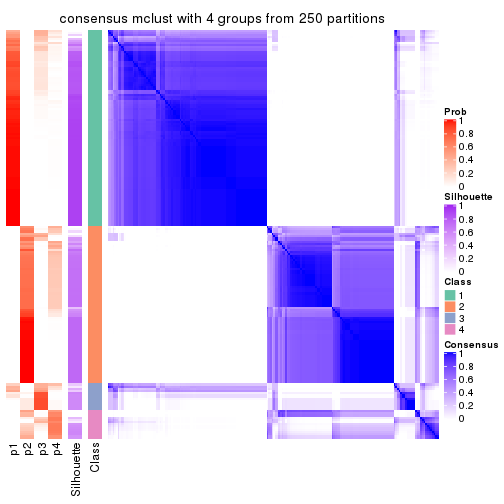 consensus mclust with 4 groups from 250 partitions
Prob
1
0.8
0.6
0.4
0.2
0
Silhouette
1
0.8
0.6
0.4
0.2
0
Class
1
2
3
4
Consensus
1
0.8
0.6
0.4
0.2
0
p1
p2
p3
p4
Silhouette
Class